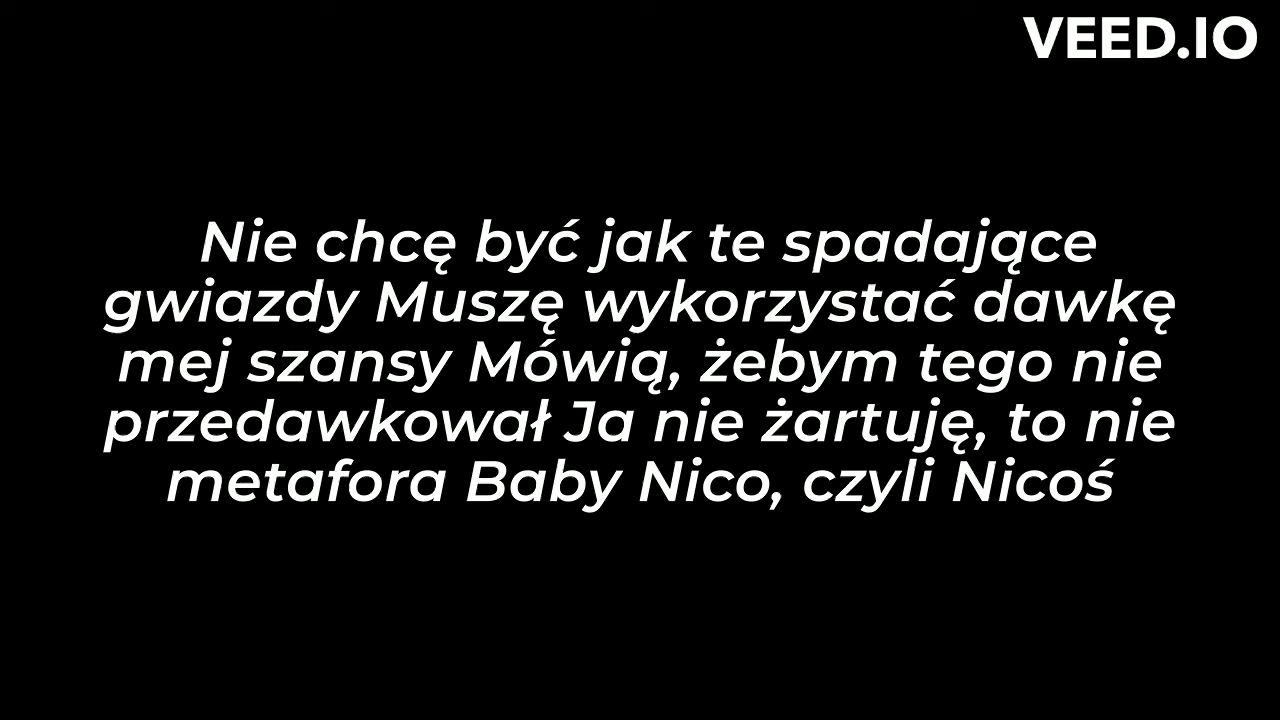 VEED.IO
Nie chcę być jak te spadające
gwiazdy Muszę wykorzystać dawkę
mej szansy Mówią, żebym tego nie
przedawkował Ja nie żartuję, to nie
metafora Baby Nico, czyli Nicoś